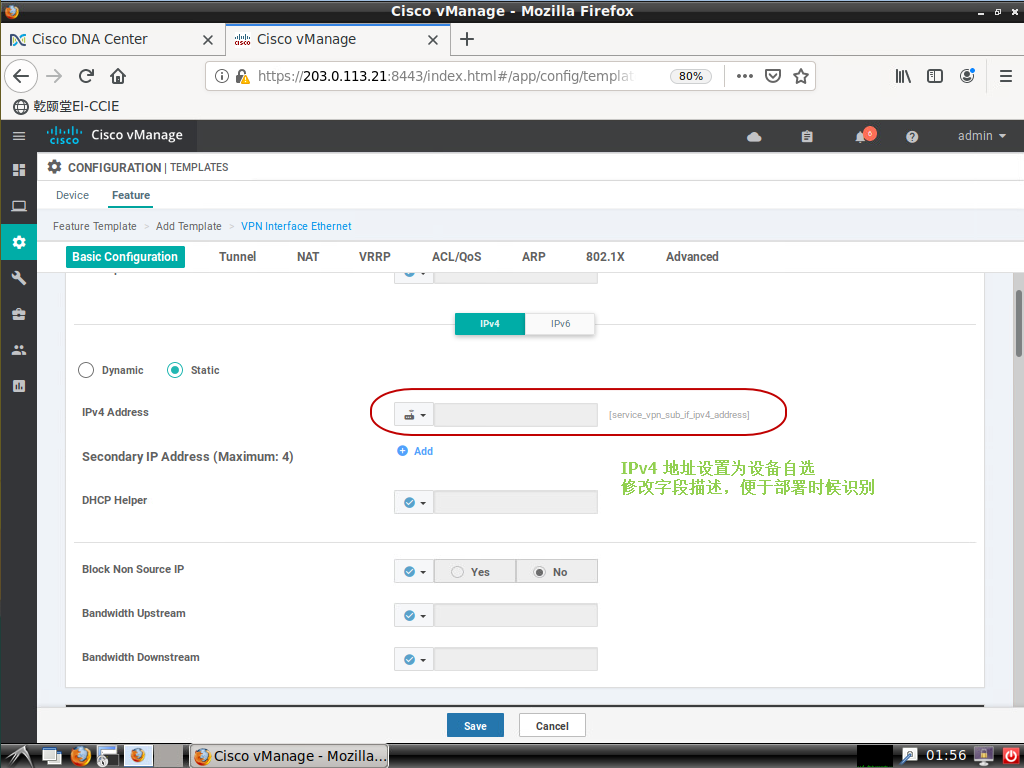 Cisco vManage - Mozilla Firefox
Cisco DNA Center
Cisco vManage
https://203.0.113.21:8443/index.html#/app/config/templat
80%
乾颐堂EI-CCIE
Cisco vManage
admin
CONFIGURATION | TEMPLATES
Device
Feature
Feature Template > Add Template > VPN Interface Ethernet
Basic Configuration
Tunnel
NAT
VRRP
ACL/QoS
ARP
802.1X
Advanced
IPv4
IPv6
Dynamic
Static
IPv4 Address
[service_vpn_sub_if_ipv4_address]
Secondary IP Address (Maximum: 4)
Add
IPv4 地址设置为设备自选
修改字段描述，便于部署时候识别
DHCP Helper
Block Non Source IP
Yes
No
Bandwidth Upstream
Bandwidth Downstream
Save
Cancel
Cisco vManage - Mozilla...
01:56